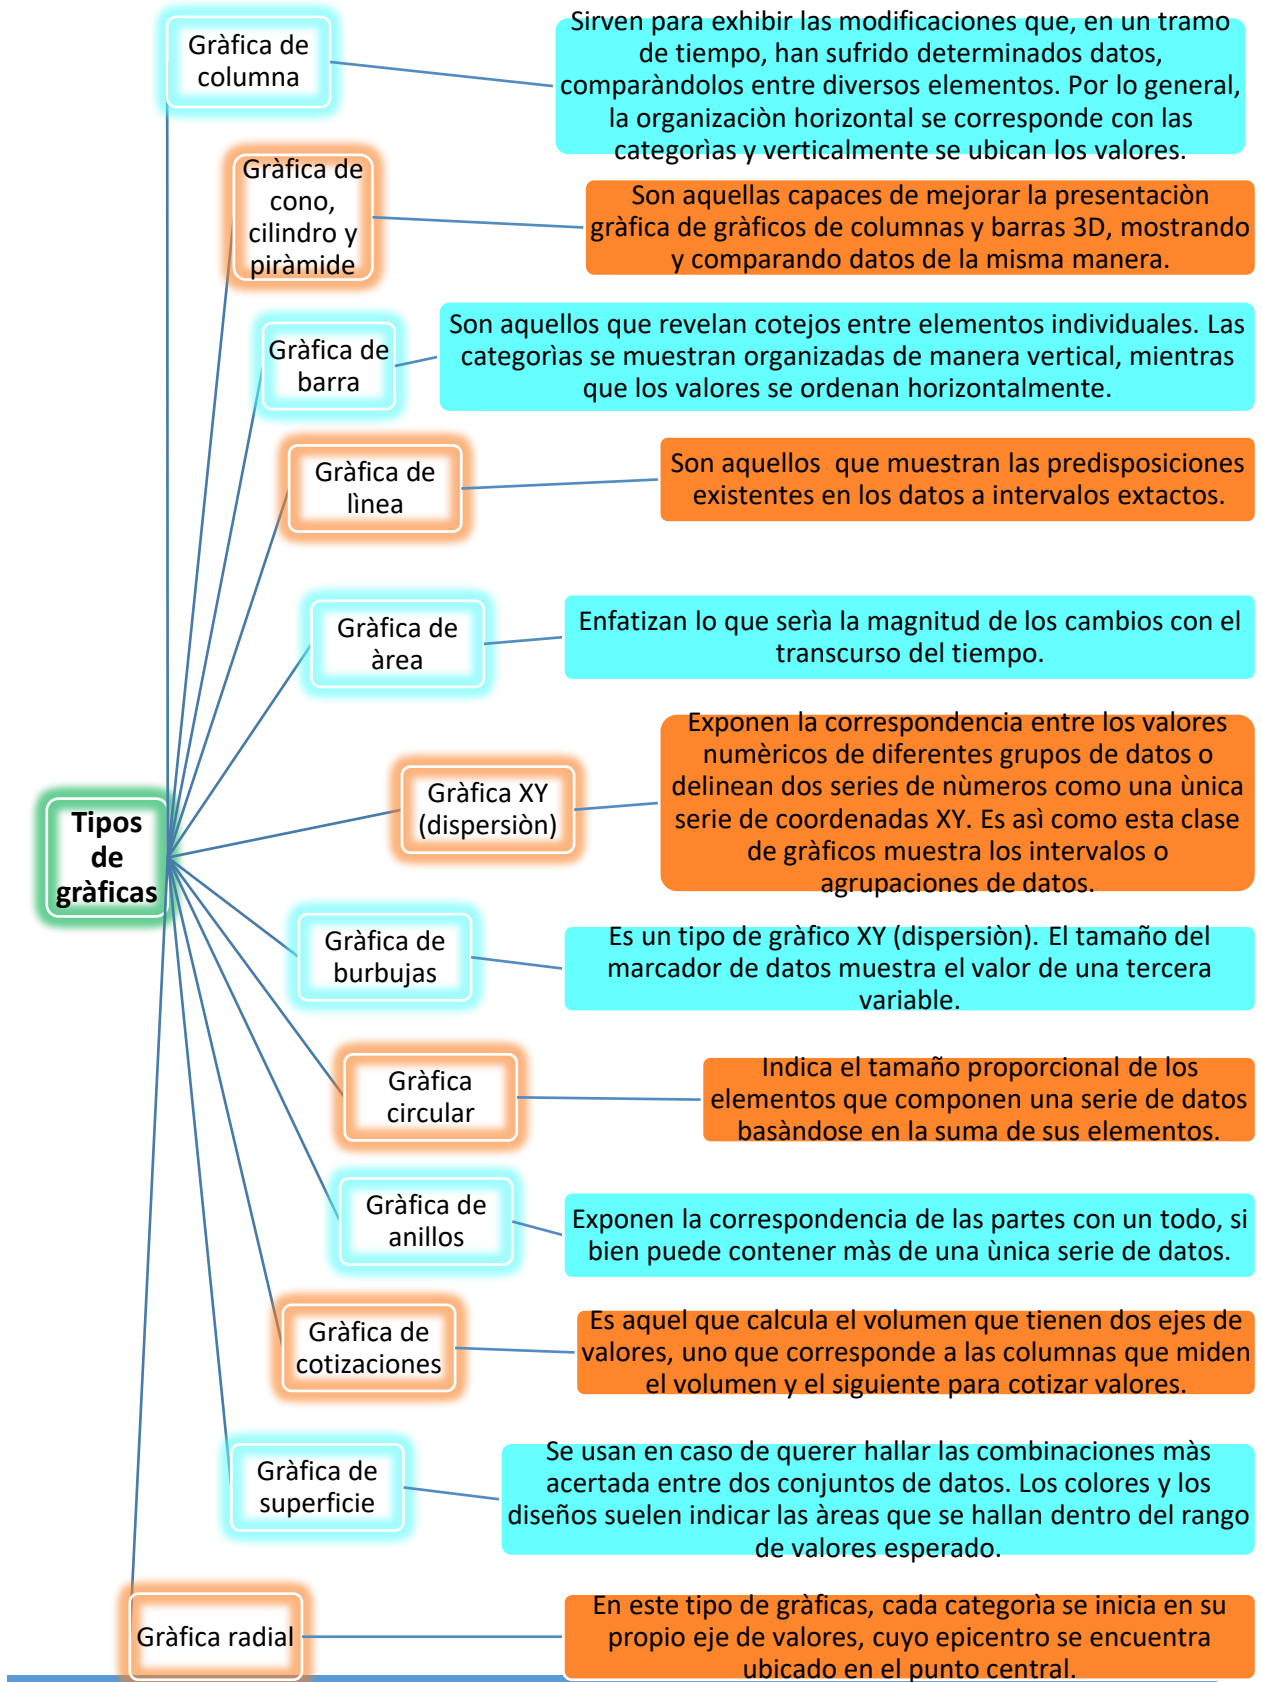 Tipos
de
gràficas
Gràfica de
columna
Sirven para exhibir las modificaciones que, en un tramo
de tiempo, han sufrido determinados datos,
comparàndolos entre diversos elementos. Por lo general,
la organizaciòn horizontal se corresponde con las
categorìas y verticalmente se ubican los valores.
Gràfica de
cono,
cilindro y
piràmide
Son aquellas capaces de mejorar la presentaciòn
gràfica de gràficos de columnas y barras 3D, mostrando
y comparando datos de la misma manera.
Gràfica de
barra
Son aquellos que revelan cotejos entre elementos individuales. Las
categorìas se muestran organizadas de manera vertical, mientras
que los valores se ordenan horizontalmente.
Gràfica de
lìnea
Son aquellos  que muestran las predisposiciones
existentes en los datos a intervalos extactos.
Gràfica de
àrea
Enfatizan lo que serìa la magnitud de los cambios con el
transcurso del tiempo.
Gràfica XY
(dispersiòn)
Exponen la correspondencia entre los valores
numèricos de diferentes grupos de datos o
delinean dos series de nùmeros como una ùnica
serie de coordenadas XY. Es asì como esta clase
de gràficos muestra los intervalos o
agrupaciones de datos.
Gràfica de
burbujas
Es un tipo de gràfico XY (dispersiòn). El tamaño del
marcador de datos muestra el valor de una tercera
variable.
Gràfica
circular
Indica el tamaño proporcional de los
elementos que componen una serie de datos
basàndose en la suma de sus elementos.
Gràfica de
anillos
Exponen la correspondencia de las partes con un todo, si
bien puede contener màs de una ùnica serie de datos.
Gràfica de
cotizaciones
Es aquel que calcula el volumen que tienen dos ejes de
valores, uno que corresponde a las columnas que miden
el volumen y el siguiente para cotizar valores.
Gràfica de
superficie
Se usan en caso de querer hallar las combinaciones màs
acertada entre dos conjuntos de datos. Los colores y los
diseños suelen indicar las àreas que se hallan dentro del rango
de valores esperado.
Gràfica radial
En este tipo de gràficas, cada categorìa se inicia en su
propio eje de valores, cuyo epicentro se encuentra
ubicado en el punto central.